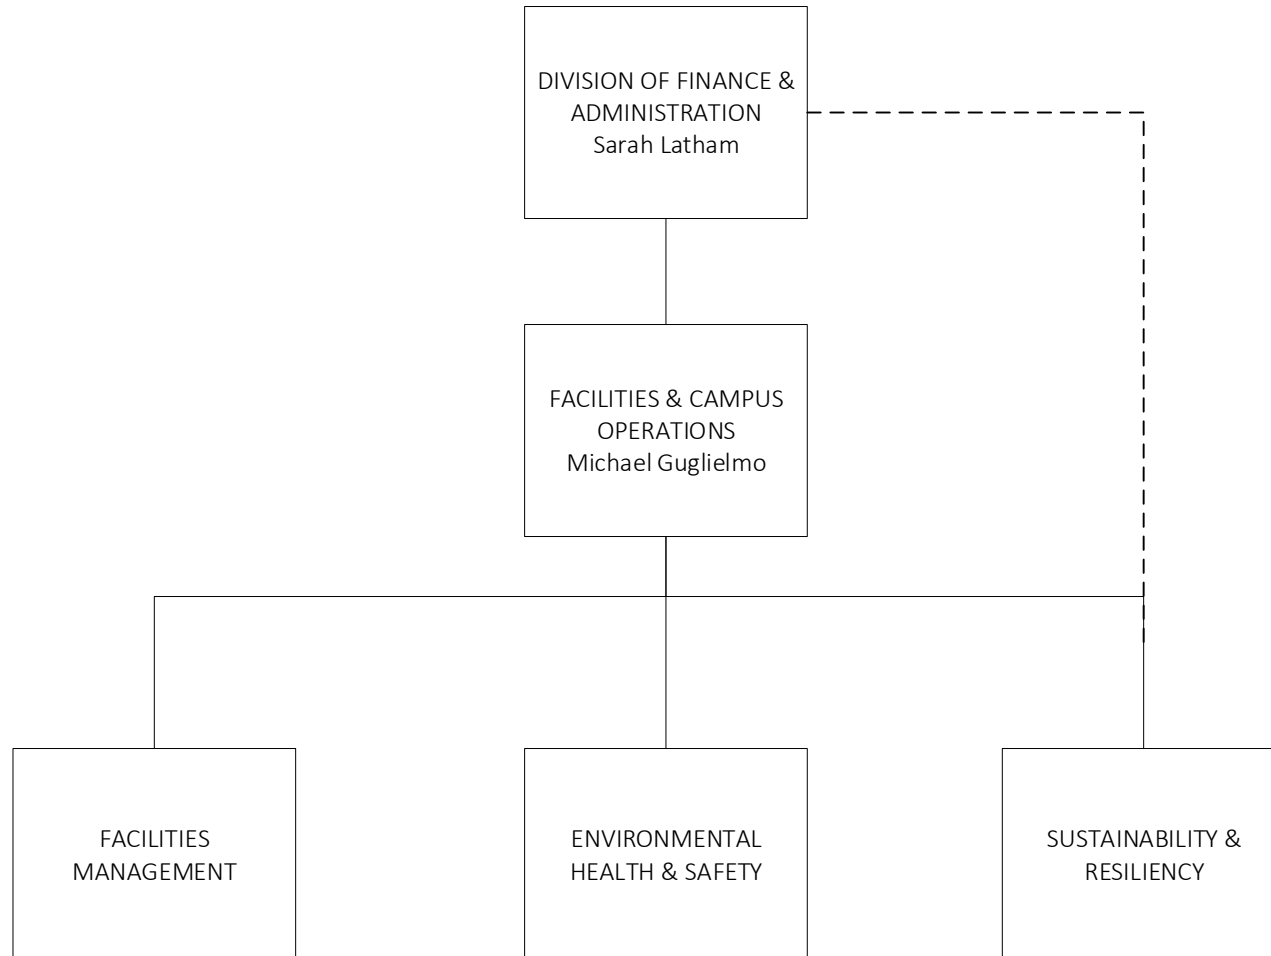 DIVISION OF FINANCE &
ADMINISTRATION
Sarah Latham
FACILITIES & CAMPUS
OPERATIONS
Michael Guglielmo
FACILITIES
MANAGEMENT
ENVIRONMENTAL
HEALTH & SAFETY
SUSTAINABILITY &
RESILIENCY